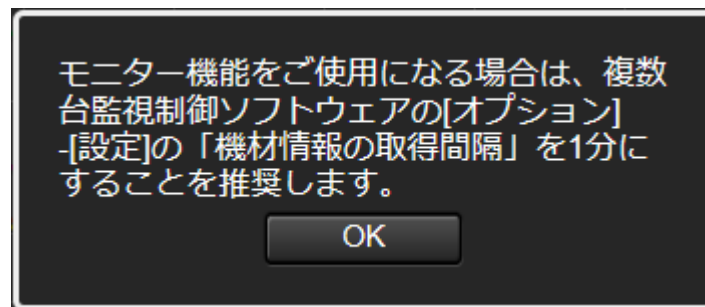 モニター機能をご使用になる場合は、複数
台監視制御ソフトウェアの[オプション]
-[設定]の「機材情報の取得間隔」を1分に
することを推奨します。
OK